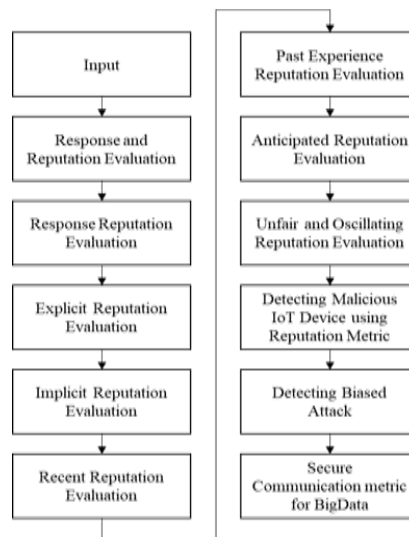 Input
Response and
Reputation Evaluation
Response Reputation
Evaluation
Explicit Reputation
Evaluation
Implicit Reputation
Evaluation
Recent Reputation
Evaluation
Past Experience
Reputation Evaluation
Anticipated Reputation
Evaluation
Unfair and Oscillating
Reputation Evaluation
Detecting Malicious
IoT Device using
Reputation Metric
Detecting Biased
Attack
Secure
Communication metric
for BigData